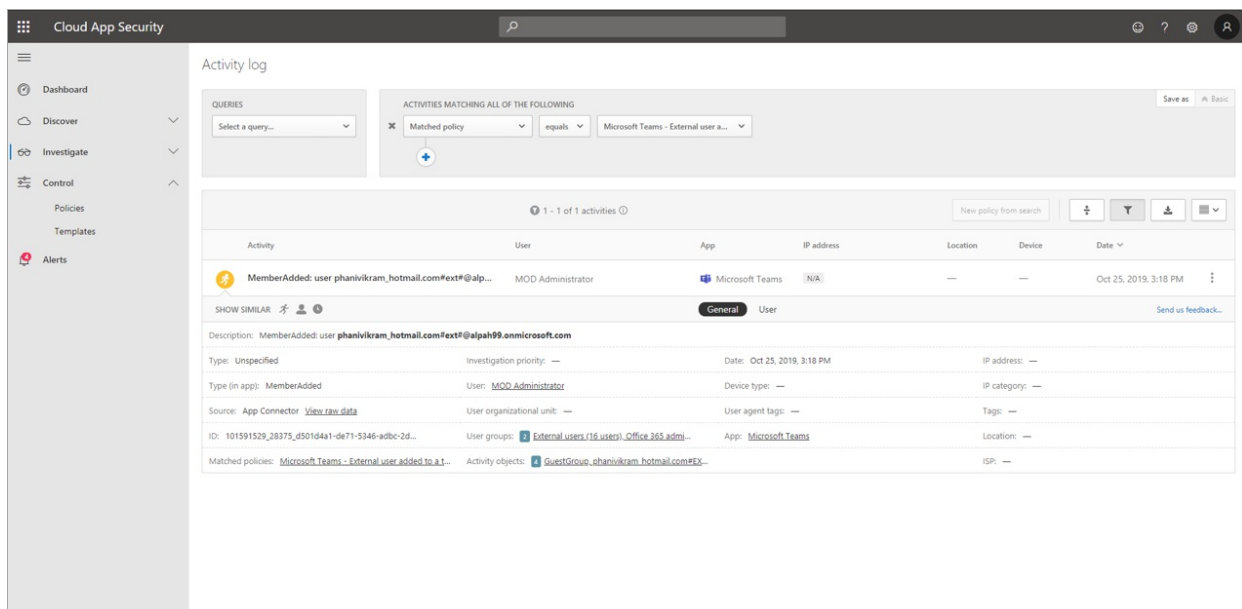 Cloud App Security
Activity log
Dashboard
Discover
Investigate
Control
Policies
Templates
4
Alerts
QUERIES
Select a query...
ACTIVITIES MATCHING ALL OF THE FOLLOWING
Matched policy
equals
Microsoft Teams - External user a...
Save as
Basic
1 - 1 of 1 activities
New policy from search
Activity User App IP address Location Device Date
MemberAdded: user phanivikram_hotmail.com#ext#@alp... MOD Administrator Microsoft Teams N/A — — Oct 25, 2019, 3:18 PM
SHOW SIMILAR General User Send us feedback...
Description: MemberAdded: user phanivikram_hotmail.com#ext#@alpah99.onmicrosoft.com
Type: Unspecified Investigation priority: — Date: Oct 25, 2019, 3:18 PM IP address: —
Type (in app): MemberAdded User: MOD Administrator Device type: — IP category: —
Source: App Connector View raw data User organizational unit: — User agent tags: — Tags: —
ID: 101591529_28375_d501d4a1-de71-5346-adbc-2d... User groups: 2 External users (16 users), Office 365 admi... App: Microsoft Teams Location: —
Matched policies: Microsoft Teams - External user added to a t... Activity objects: 4 GuestGroup, phanivikram_hotmail.com#EX... ISP: —